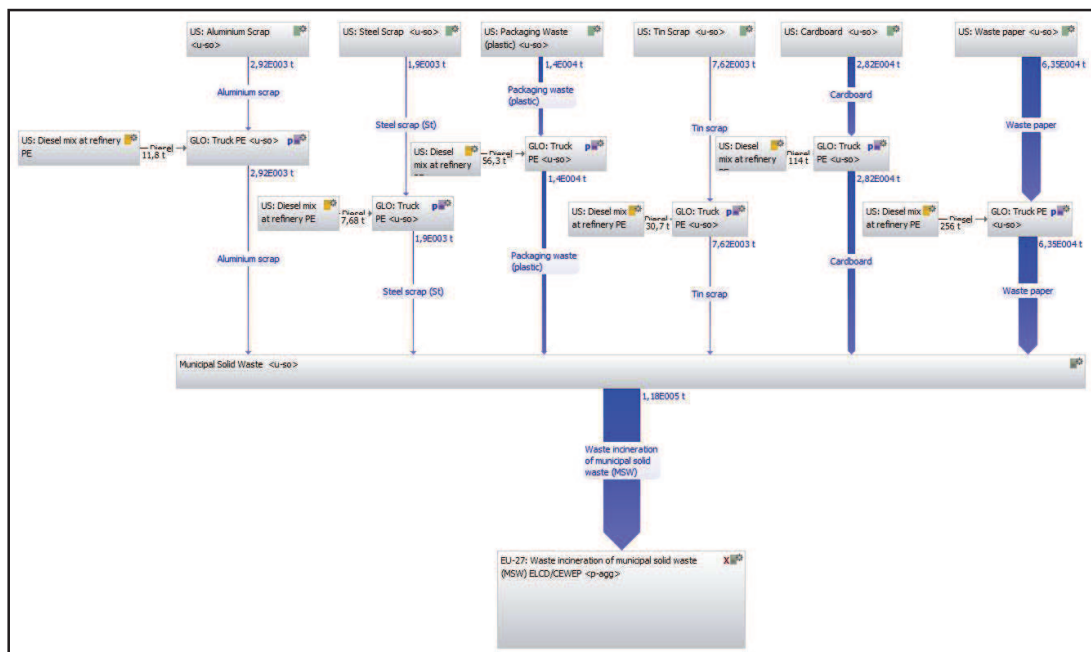 US: Aluminium Scrap
<u-so>
US: Steel Scrap <u-so>
US: Packaging Waste
(plastic) <u-so>
US: Tin Scrap <u-so>
US: Cardboard <u-so>
US: Waste paper <u-so>
2,92E003 t
1,9E003 t
1,4E004 t
7,62E003 t
2,82E004 t
6,35E004 t
Aluminium scrap
Packaging waste
(plastic)
Cardboard
Steel scrap (St)
Tin scrap
Waste paper
US: Diesel mix at refinery
PE
Diesel
11,8 t
GLO: Truck PE <u-so>
p
2,92E003 t
US: Diesel
mix at refinery
Diesel
56,3 t
GLO: Truck
PE <u-so>
p
1,4E004 t
US: Diesel
mix at refinery
Diesel
114 t
GLO: Truck
PE <u-so>
p
2,82E004 t
US: Diesel mix
at refinery PE
Diesel
7,68 t
GLO: Truck
PE <u-so>
p
1,9E003 t
US: Diesel mix
at refinery PE
Diesel
30,7 t
GLO: Truck
PE <u-so>
p
7,62E003 t
US: Diesel mix
at refinery PE
Diesel
256 t
GLO: Truck PE
<u-so>
p
6,35E004 t
Aluminium scrap
Packaging waste
(plastic)
Cardboard
Steel scrap (St)
Tin scrap
Waste paper
Municipal Solid Waste <u-so>
1,18E005 t
Waste incineration
of municipal solid
waste (MSW)
EU-27: Waste incineration of municipal solid waste
(MSW) ELCD/CEWEP <p-agg>
X